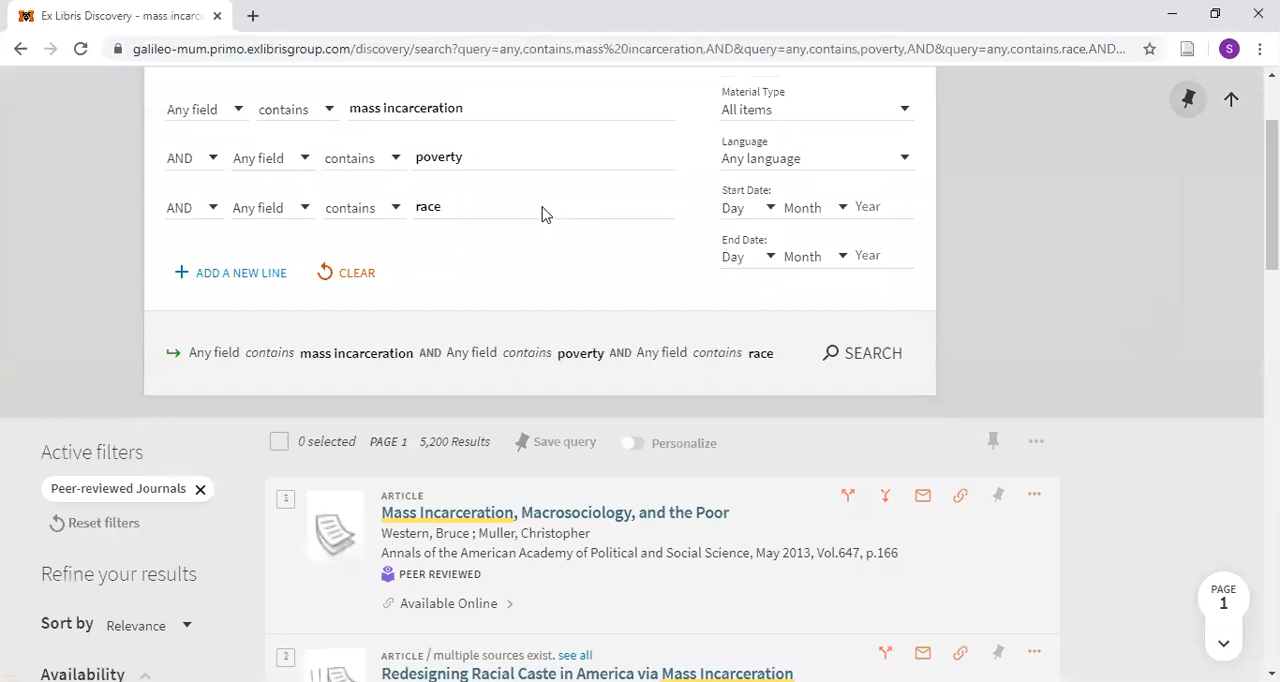 Ex Libris Discovery - mass incarc
galileo-mum.primo.exlibrisgroup.com/discovery/search?query=any,contains,mass%20incarceration,AND&query=any,contains,poverty,AND&query=any,contains,race,AND...
S
Any field contains mass incarceration
AND Any field contains poverty
AND Any field contains race
+ ADD A NEW LINE CLEAR
Material Type
All items
Language
Any language
Start Date:
Day Month Year
End Date:
Day Month Year
Any field contains mass incarceration AND Any field contains poverty AND Any field contains race
SEARCH
Active filters
Peer-reviewed Journals
Reset filters
Refine your results
Sort by Relevance
Availability
0 selected PAGE 1 5,200 Results Save query Personalize
1
ARTICLE
Mass Incarceration, Macrosociology, and the Poor
Western, Bruce ; Muller, Christopher
Annals of the American Academy of Political and Social Science, May 2013, Vol.647, p.166
PEER REVIEWED
Available Online
2
ARTICLE / multiple sources exist. see all
Redesigning Racial Caste in America via Mass Incarceration
PAGE
1